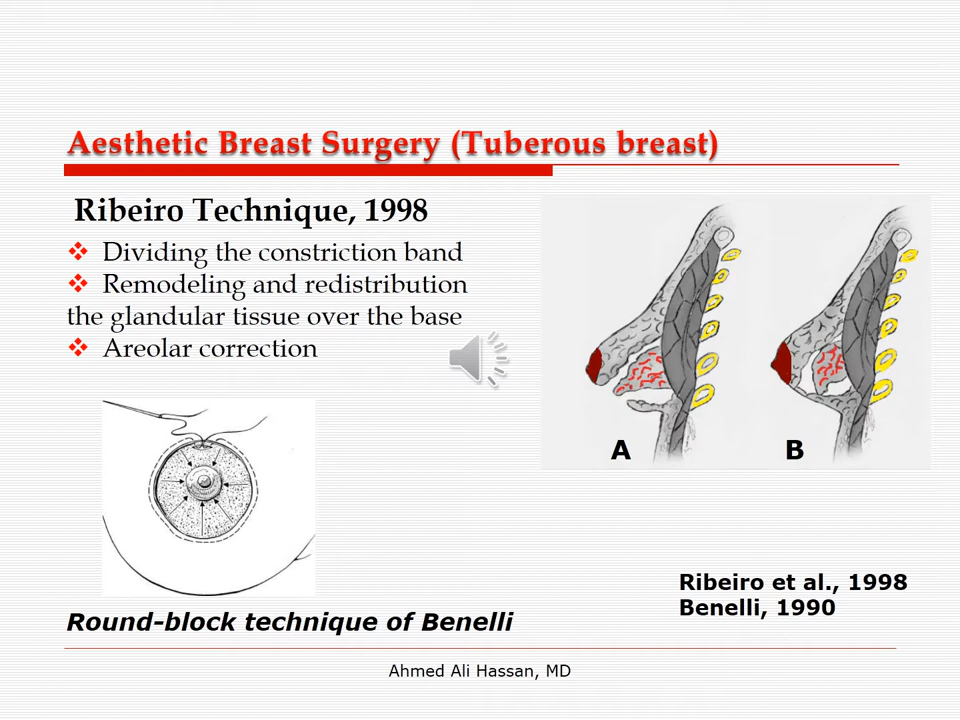 Aesthetic Breast Surgery (Tuberous breast)
Ribeiro Technique, 1998
❖ Dividing the constriction band
❖ Remodeling and redistribution
the glandular tissue over the base
❖ Areolar correction
A
B
Ribeiro et al., 1998
Benelli, 1990
Round-block technique of Benelli
Ahmed Ali Hassan, MD